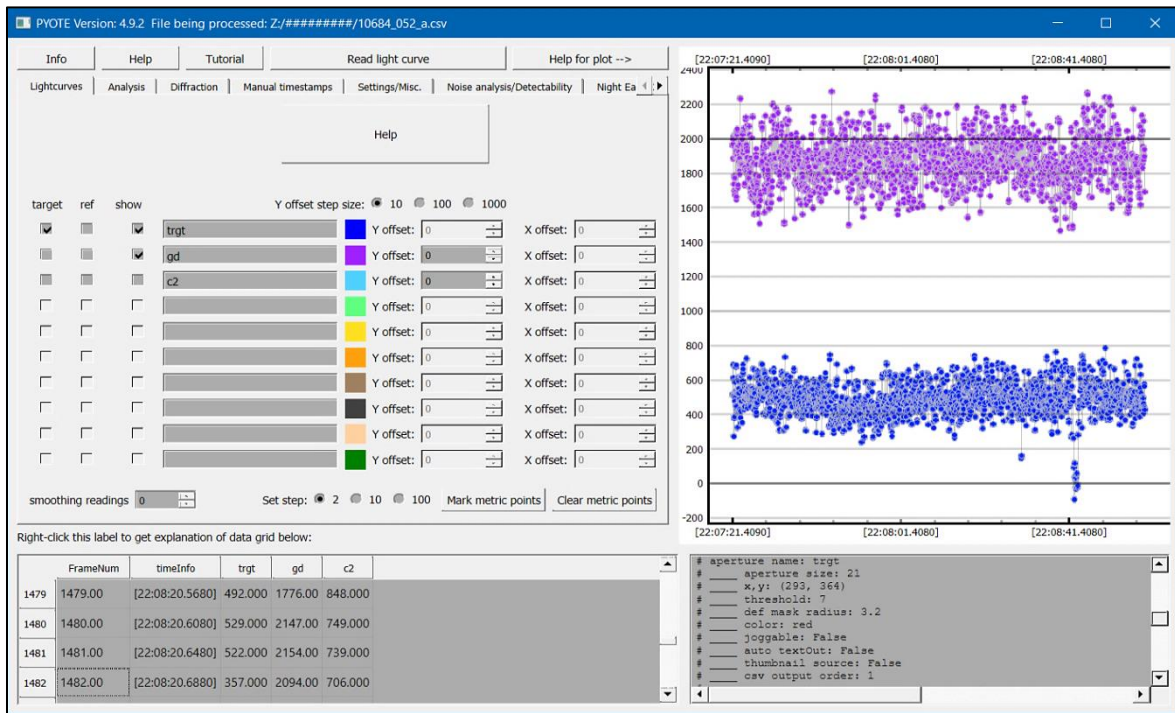 PYOTE Version: 4.9.2 File being processed: Z:/#########/10684_052_a.csv
Info Help Tutorial Read light curve Help for plot -->
Lightcurves Analysis Diffraction Manual timestamps Settings/Misc. Noise analysis/Detectability Night Ea
Help
target ref show Y offset step size: 10 100 1000
trgt Y offset: 0 X offset: 0
gd Y offset: 0 X offset: 0
c2 Y offset: 0 X offset: 0
Y offset: 0 X offset: 0
Y offset: 0 X offset: 0
Y offset: 0 X offset: 0
Y offset: 0 X offset: 0
Y offset: 0 X offset: 0
Y offset: 0 X offset: 0
Y offset: 0 X offset: 0
smoothing readings 0 Set step: 2 10 100 Mark metric points Clear metric points
[22:07:21.4090] [22:08:01.4080] [22:08:41.4080]
2400
2200
2000
1800
1600
1400
1200
1000
800
600
400
200
0
-200
[22:07:21.4090] [22:08:01.4080] [22:08:41.4080]
Right-click this label to get explanation of data grid below:
FrameNum timeInfo trgt gd c2
1479 1479.00 [22:08:20.5680] 492.000 1776.00 848.000
1480 1480.00 [22:08:20.6080] 529.000 2147.00 749.000
1481 1481.00 [22:08:20.6480] 522.000 2154.00 739.000
1482 1482.00 [22:08:20.6880] 357.000 2094.00 706.000
# aperture name: trgt
# ____ aperture size: 21
# ____ x,y: (293, 364)
# ____ threshold: 7
# ____ def mask radius: 3.2
# ____ color: red
# ____ joggable: False
# ____ auto textOut: False
# ____ thumbnail source: False
# ____ csv output order: 1
#